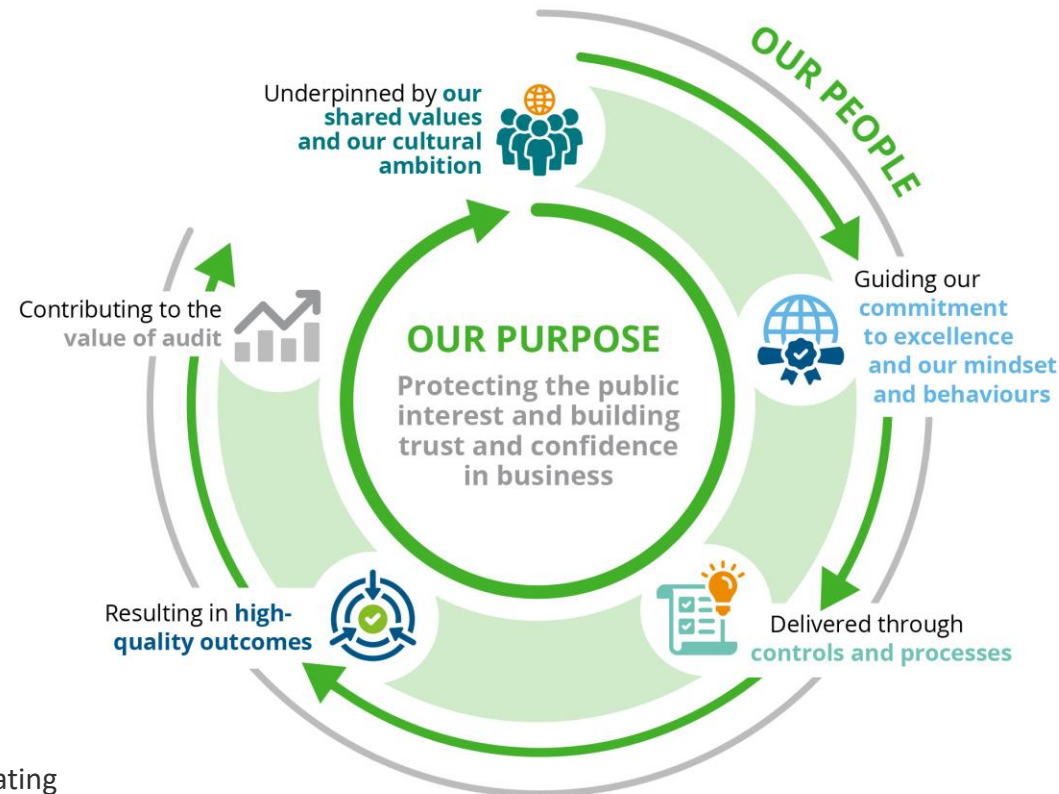 OUR PEOPLE
Underpinned by our
shared values
and our cultural
ambition
Guiding our
commitment
to excellence
and our mindset
and behaviours
Delivered through
controls and processes
Resulting in high-
quality outcomes
Contributing to the
value of audit
OUR PURPOSE
Protecting the public
interest and building
trust and confidence
in business